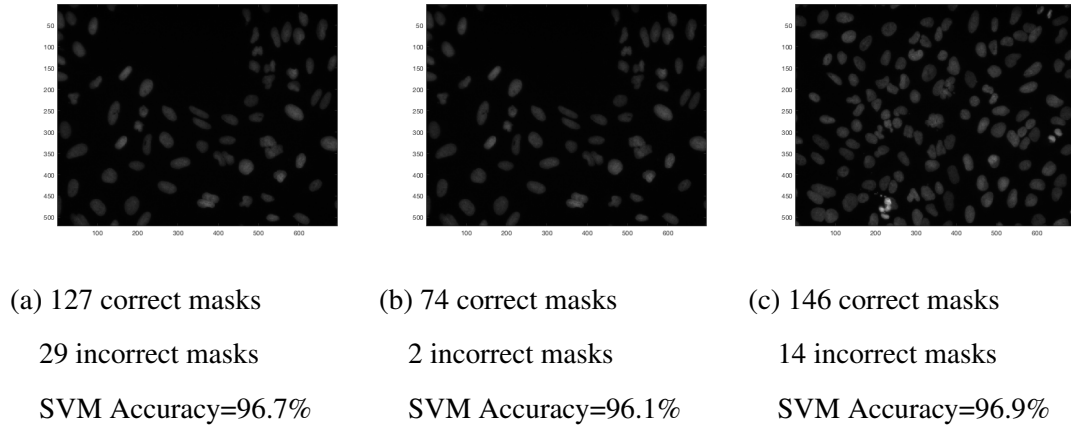 50
100
150
200
250
300
350
400
450
500
100 200 300 400 500 600
50
100
150
200
250
300
350
400
450
500
100 200 300 400 500 600
50
100
150
200
250
300
350
400
450
500
100 200 300 400 500 600
(a) 127 correct masks
29 incorrect masks
SVM Accuracy=96.7%
(b) 74 correct masks
2 incorrect masks
SVM Accuracy=96.1%
(c) 146 correct masks
14 incorrect masks
SVM Accuracy=96.9%